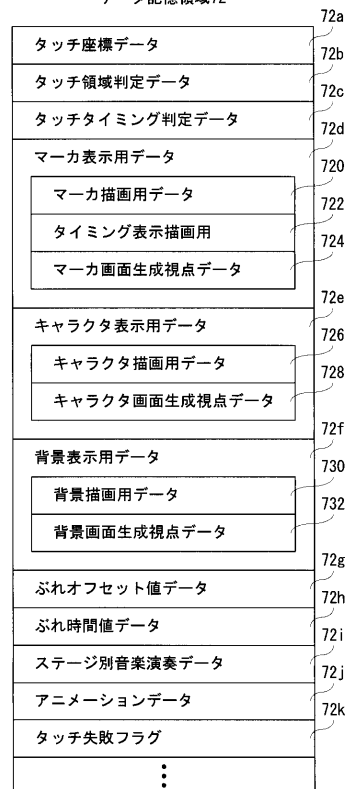 データ記憶領域72
72a
タッチ座標データ
72b
タッチ領域判定データ
72c
タッチタイミング判定データ
72d
マーカ表示用データ
720
マーカ描画用データ
722
タイミング表示描画用
724
マーカ画面生成視点データ
72e
キャラクタ表示用データ
726
キャラクタ描画用データ
728
キャラクタ画面生成視点データ
72f
背景表示用データ
730
背景描画用データ
732
背景画面生成視点データ
72g
ぶれオフセット値データ
72h
ぶれ時間値データ
72i
ステージ別音楽演奏データ
72j
アニメーションデータ
72k
タッチ失敗フラグ